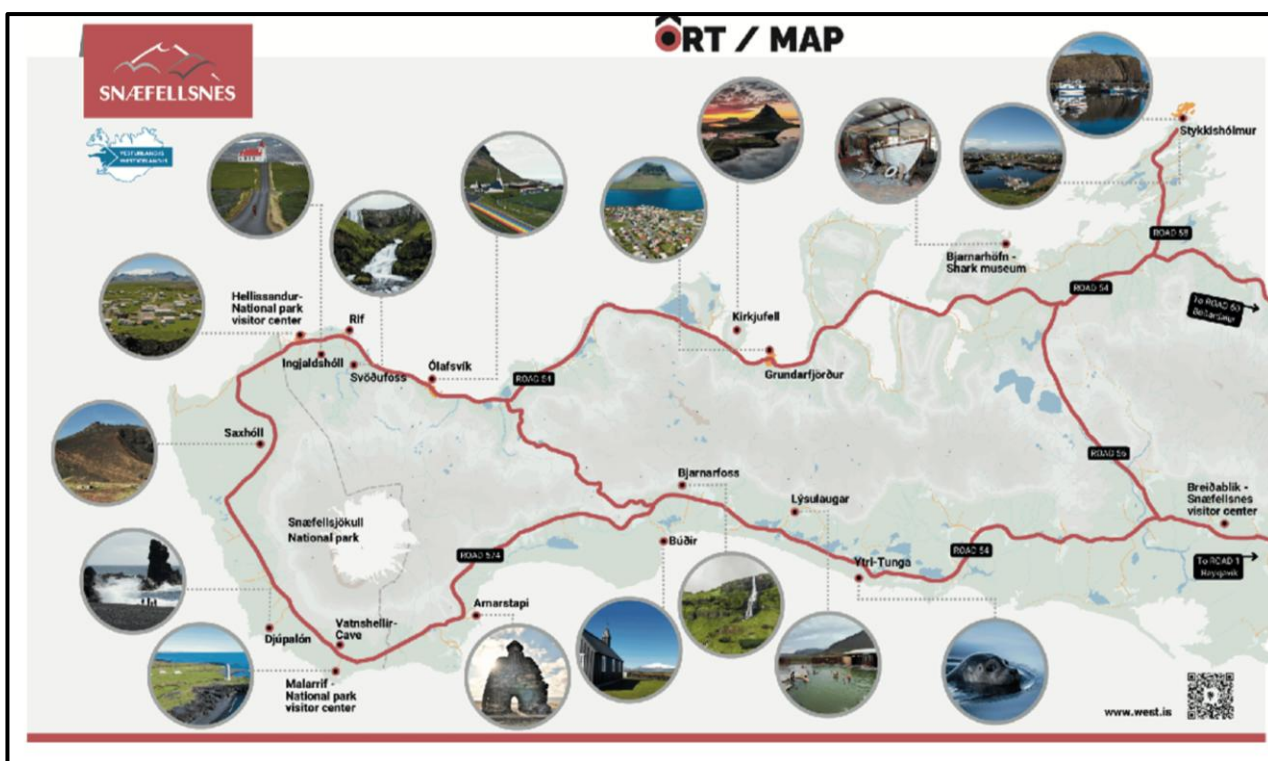 ÔRT / MAP
SNÆFELLSNES
VESTURLANDS
Stykkishólmur
ROAD 58
Bjarnarhöfn -
Shark museum
ROAD 54
To ROAD 60
Búðardalur
Hellissandur-
National park
visitor center
Rif
Kirkjufell
Ingjaldshóll
Svöðufoss
Ólafsvík
Grundarfjörður
ROAD 54
Saxhóll
ROAD 56
Bjarnarfoss
Breiðablik -
Snæfellsnes
visitor center
Lýsulaugar
Snæfellsjökull
National park
Búðir
ROAD 574
ROAD 54
Ytri-Tunga
To ROAD 1
Reykjavík
Arnarstapi
Vatnshellir-
Cave
Djúpalón
Malarrif -
National park
visitor center
www.west.is